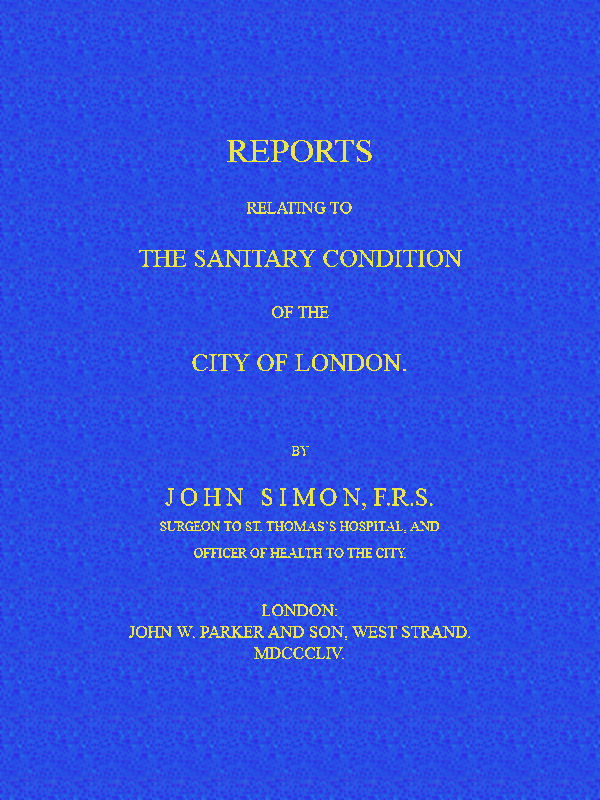 REPORTS
RELATING TO
THE SANITARY CONDITION
OF THE
CITY OF LONDON.
BY
JOHN SIMON, F.R.S.
SURGEON TO ST. THOMAS'S HOSPITAL, AND
OFFICER OF HEALTH TO THE CITY.
LONDON:
JOHN W. PARKER AND SON, WEST STRAND.
MDCCCLIV.